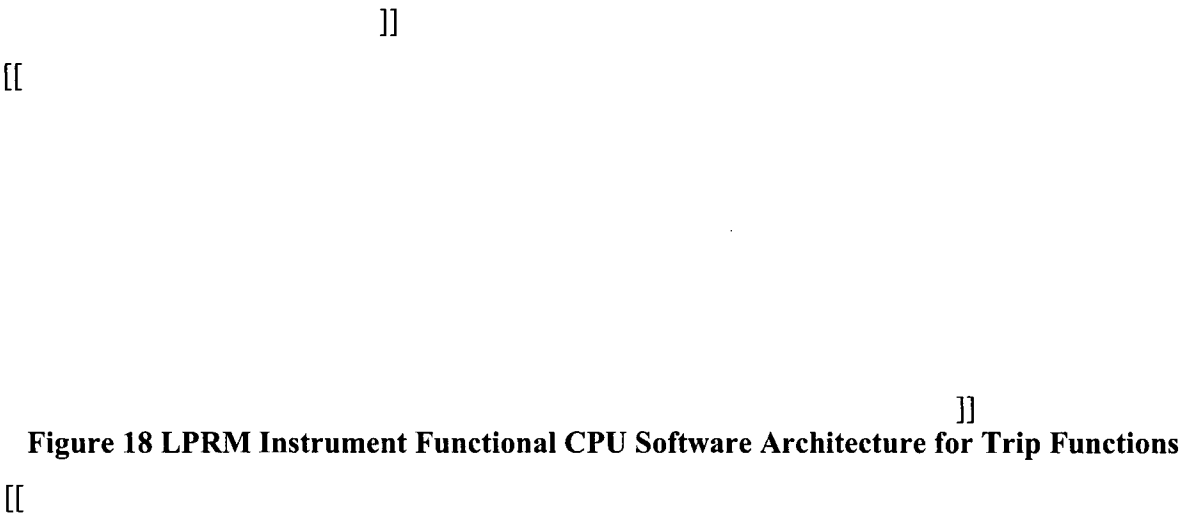 ]]
[[
]]
Figure 18 LPRM Instrument Functional CPU Software Architecture for Trip Functions
[[